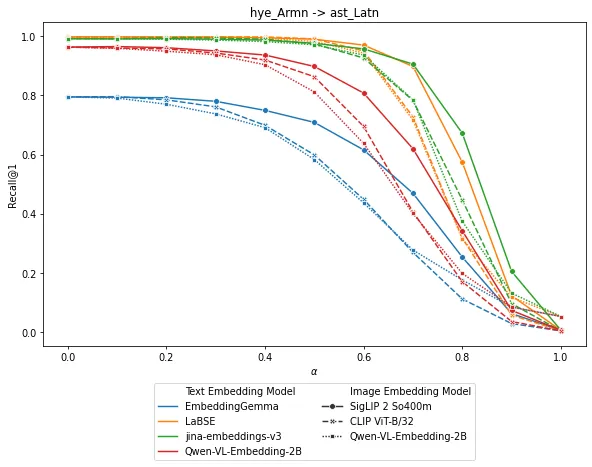 hye_Armn -> ast_Latn
Recall@1
1.0
0.8
0.6
0.4
0.2
0.0
0.0 0.2 0.4 0.6 0.8 1.0
α
Text Embedding Model Image Embedding Model
EmbeddingGemma SigLIP 2 So400m
LaBSE CLIP ViT-B/32
jina-embeddings-v3 Qwen-VL-Embedding-2B
Qwen-VL-Embedding-2B